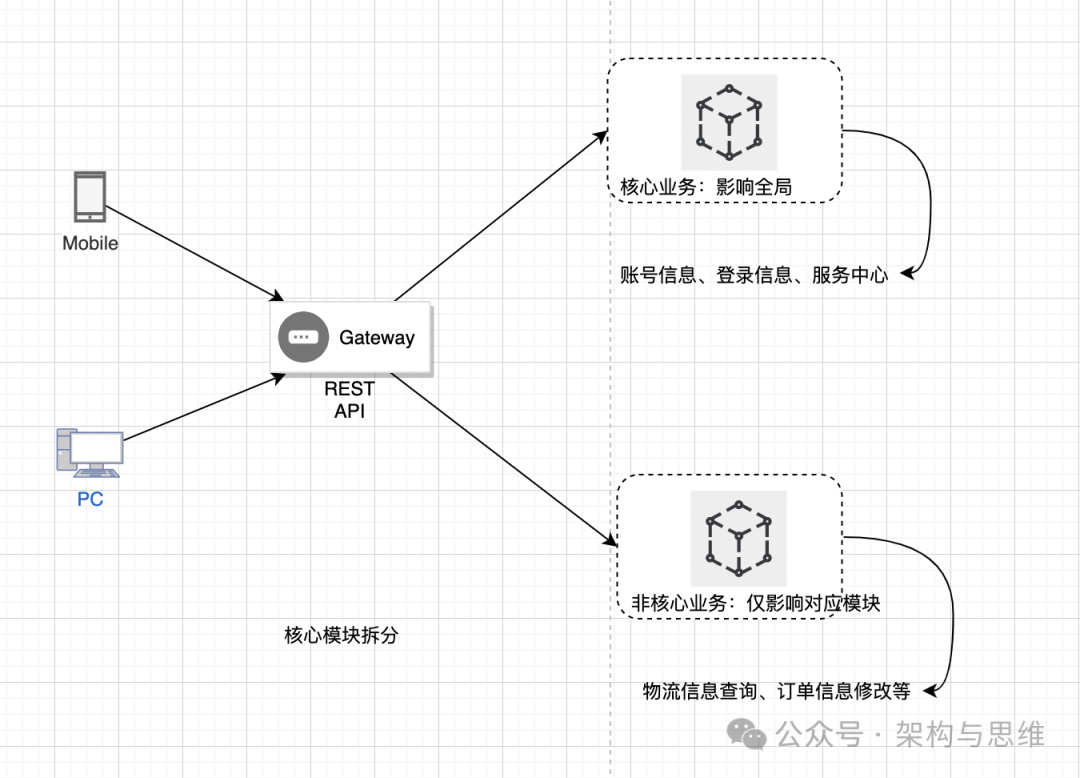 核心业务：影响全局
Mobile
账号信息、登录信息、服务中心
Gateway
REST
API
PC
非核心业务：仅影响对应模块
核心模块拆分
物流信息查询、订单信息修改等
公众号 · 架构与思维